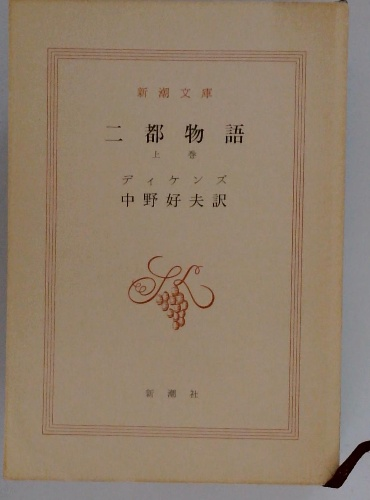 新潮文庫
二都物語
上巻
ディケンズ
中野好夫訳
新潮社